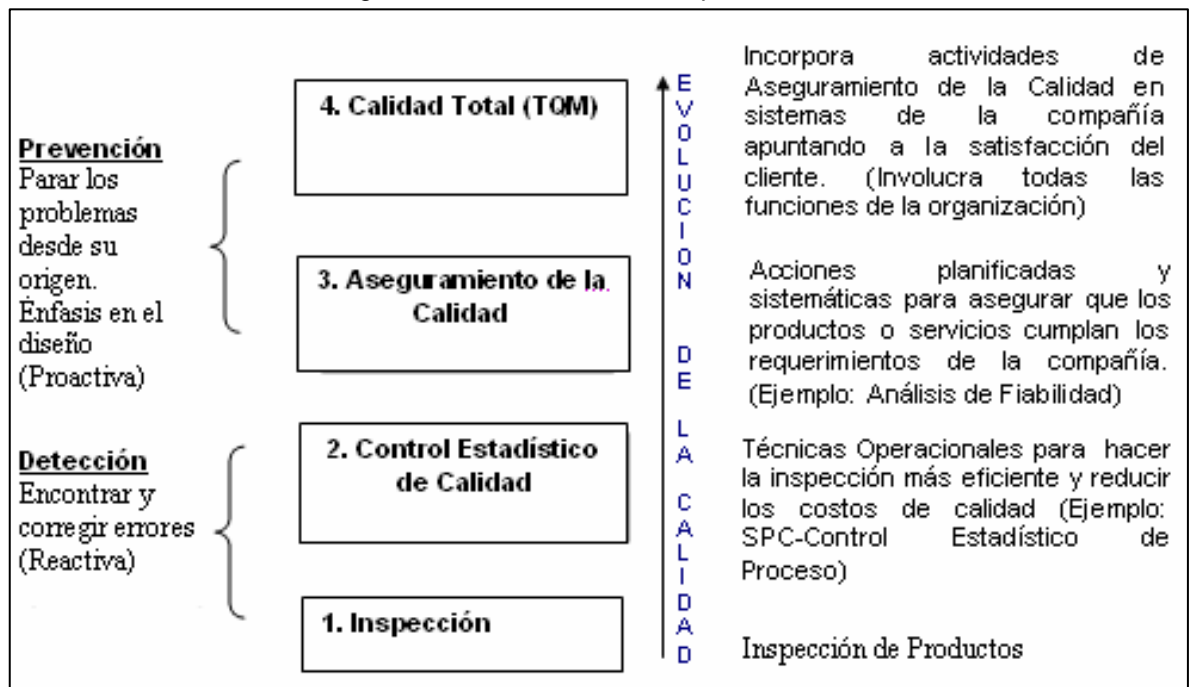 Prevención
Parar los
problemas
desde su
origen.
Énfasis en el
diseño
(Proactiva)
Detección
Encontrar y
corregir errores
(Reactiva)
4. Calidad Total (TQM)
3. Aseguramiento de la
Calidad
2. Control Estadístico
de Calidad
1. Inspección
EVOLUCION DE LA CALIDAD
Incorpora actividades de
Aseguramiento de la Calidad en
sistemas de la compañía
apuntando a la satisfacción del
cliente. (Involucra todas las
funciones de la organización)
Acciones planificadas y
sistemáticas para asegurar que los
productos o servicios cumplan los
requerimientos de la compañía.
(Ejemplo: Análisis de Fiabilidad)
Técnicas Operacionales para hacer
la inspección más eficiente y reducir
los costos de calidad (Ejemplo:
SPC-Control Estadístico de
Proceso)
Inspección de Productos